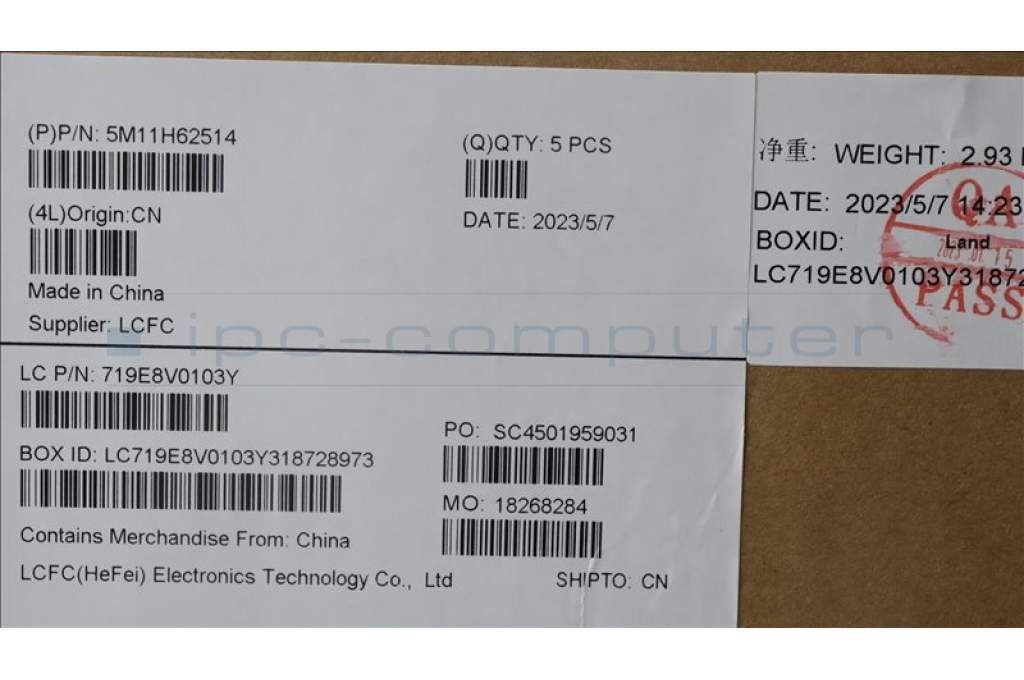 (P)P/N: 5M11H62514
(Q)QTY: 5 PCS
(4L)Origin:CN
DATE: 2023/5/7
Made in China
Supplier: LCFC
净重: WEIGHT: 2.93
DATE: 2023/5/7 14:23
BOXID: Land
LC719E8V0103Y31872
QA
PASS
ipc-computer
LC P/N: 719E8V0103Y
BOX ID: LC719E8V0103Y318728973
PO: SC4501959031
MO: 18268284
Contains Merchandise From: China
LCFC(HeFei) Electronics Technology Co., Ltd
SHIPTO: CN